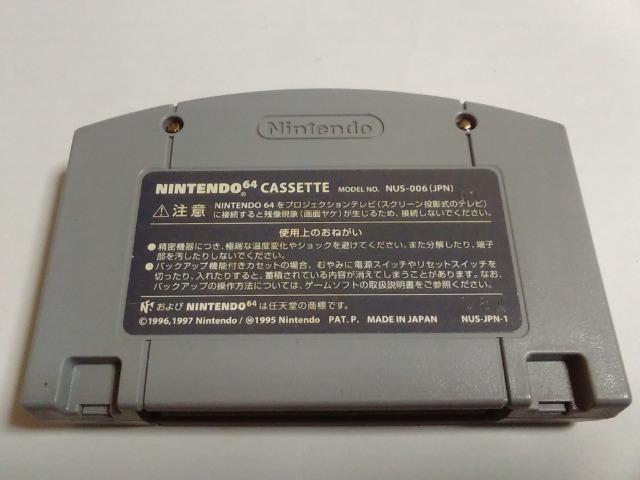 Nintendo
NINTENDO64 CASSETTE MODEL NO. NUS-006(JPN)
⚠注意 NINTENDO 64をプロジェクションテレビ(スクリーン投影式のテレビ)
に接続すると残像現象(画面ヤケ)が生じるため、接続しないでください。
使用上のおねがい
●精密機器につき、極端な温度変化やショックを避けてください。また分解したり、端子
部を汚したりしないでください。
●バックアップ機能付きカセットの場合、むやみに電源スイッチやリセットスイッチを
切ったり、入れたりすると、蓄積されている内容が消えてしまうことがあります。なお、
バックアップの操作方法については、ゲームソフトの取扱説明書をご参照ください。
および NINTENDO64 は任天堂の商標です。
©1996,1997 Nintendo/Ⓜ1995 Nintendo PAT. P. MADE IN JAPAN NUS-JPN-1